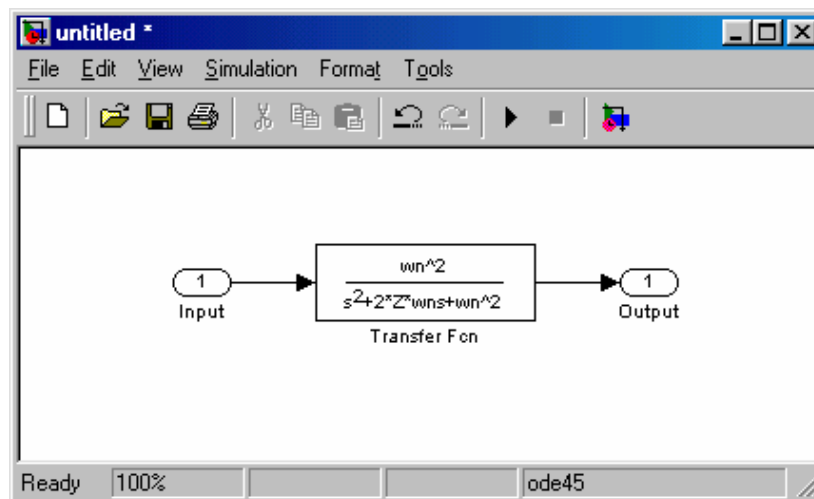 untitled *
File Edit View Simulation Format Tools
1
Input
wn^2
s2+2*Z*wns+wn^2
Transfer Fcn
1
Output
Ready 100% ode45